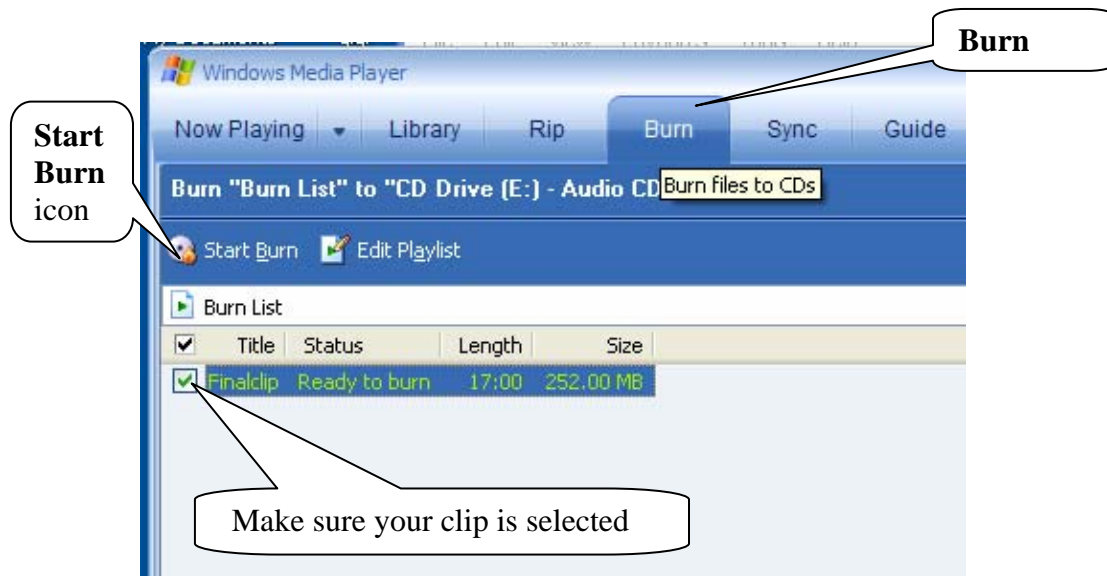 Burn
Windows Media Player
Now Playing Library Rip Burn Sync Guide
Start
Burn
icon
Burn "Burn List" to "CD Drive (E:) - Audio CD
Burn files to CDs
Start Burn Edit Playlist
Burn List
Title Status Length Size
Finalclip Ready to burn 17:00 252.00 MB
Make sure your clip is selected